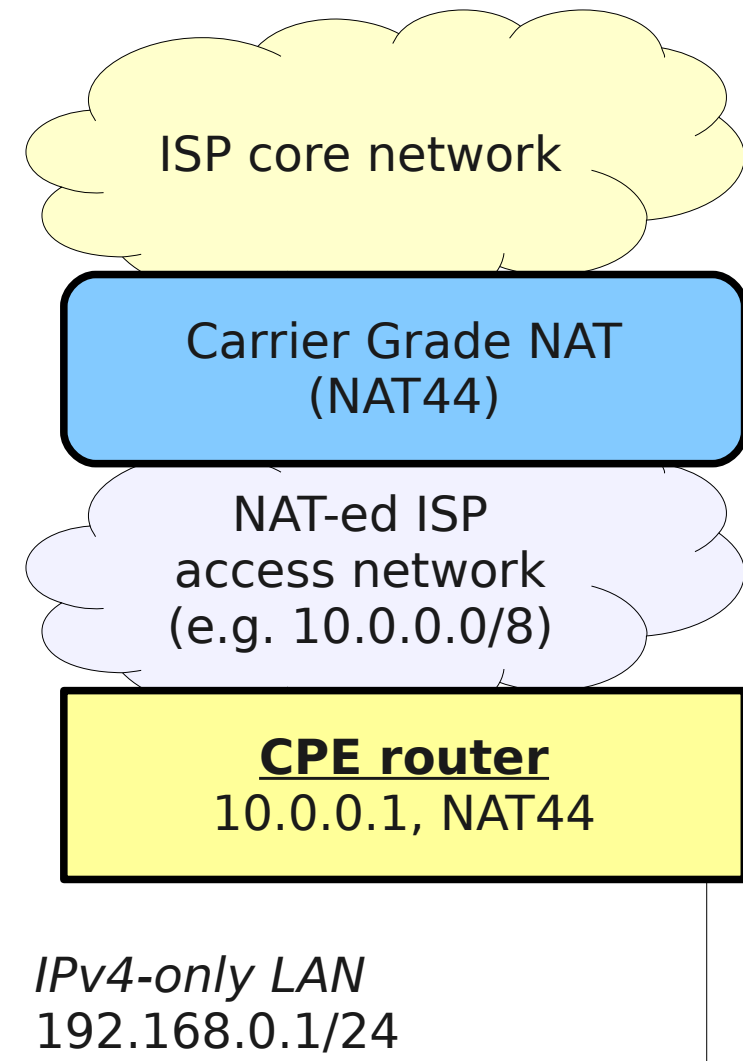 ISP core network
Carrier Grade NAT
(NAT44)
NAT-ed ISP
access network
(e.g. 10.0.0.0/8)
CPE router
10.0.0.1, NAT44
IPv4-only LAN
192.168.0.1/24